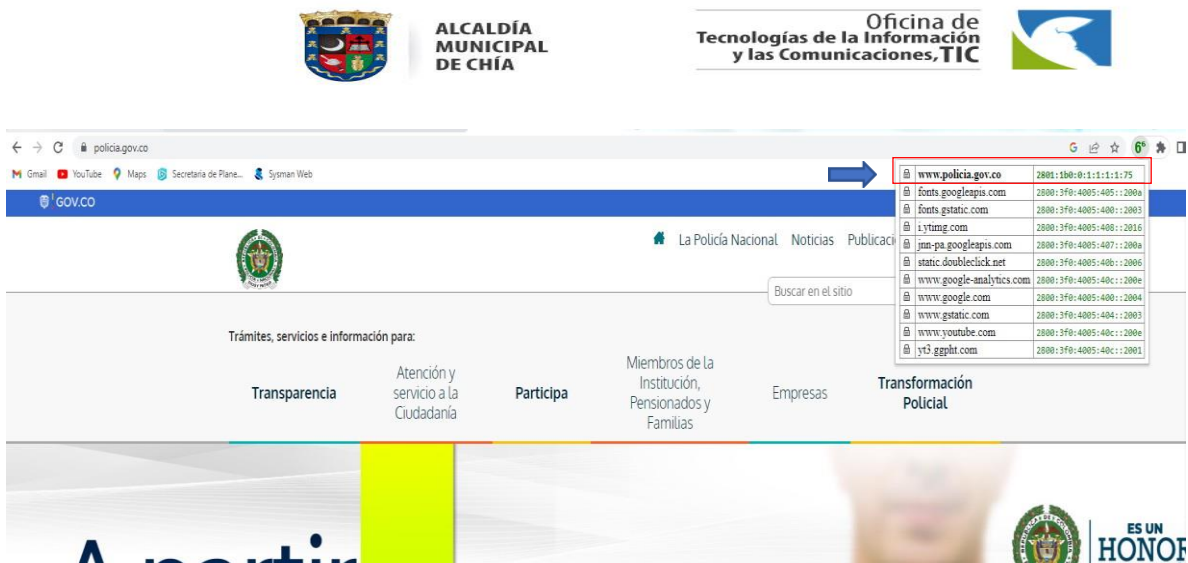 ALCALDÍA
MUNICIPAL
DE CHÍA
Oficina de
Tecnologías de la Información
y las Comunicaciones, TIC
policia.gov.co
Gmail YouTube Maps Secretaria de Plane... Sysman Web
www.policia.gov.co 2801:1b0:0:1:1:1:1:75
fonts.googleapis.com 2800:3f0:4005:405::200a
fonts.gstatic.com 2800:3f0:4005:400::2003
i.ytimg.com 2800:3f0:4005:408::2016
jnn-pa.googleapis.com 2800:3f0:4005:407::200a
static.doubleclick.net 2800:3f0:4005:40b::2006
www.google-analytics.com 2800:3f0:4005:40c::200e
www.google.com 2800:3f0:4005:400::2004
www.gstatic.com 2800:3f0:4005:404::2003
www.youtube.com 2800:3f0:4005:40c::200e
yt3.ggpht.com 2800:3f0:4005:40c::2001
GOV.CO
La Policía Nacional Noticias Publicaci
Buscar en el sitio
Trámites, servicios e información para:
Transparencia
Atención y
servicio a la
Ciudadanía
Participa
Miembros de la
Institución,
Pensionados y
Familias
Empresas
Transformación
Policial
A partir
ES UN
HONOR